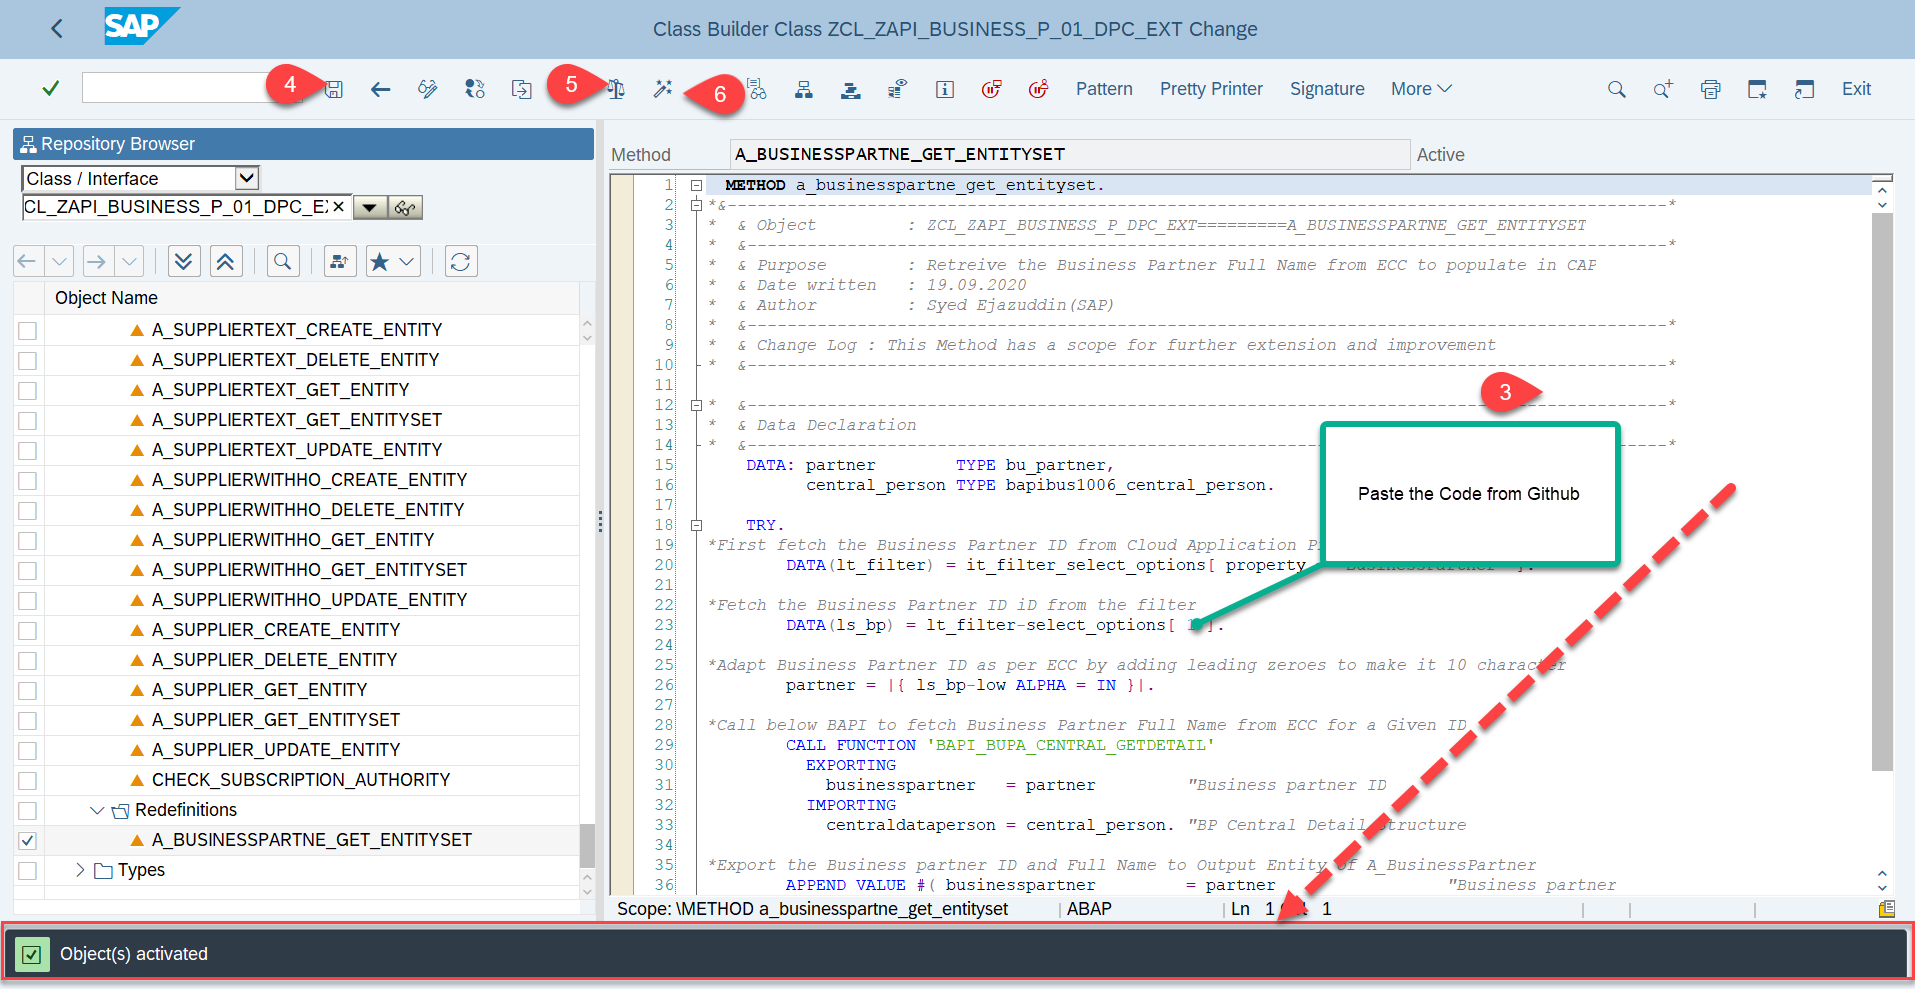 SAP
Class Builder Class ZCL_ZAPI_BUSINESS_P_01_DPC_EXT Change
4
5
6
Pattern
Pretty Printer
Signature
More
Exit
Repository Browser
Class / Interface
CL_ZAPI_BUSINESS_P_01_DPC_E
Object Name
A_SUPPLIERTEXT_CREATE_ENTITY
A_SUPPLIERTEXT_DELETE_ENTITY
A_SUPPLIERTEXT_GET_ENTITY
A_SUPPLIERTEXT_GET_ENTITYSET
A_SUPPLIERTEXT_UPDATE_ENTITY
A_SUPPLIERWITHHO_CREATE_ENTITY
A_SUPPLIERWITHHO_DELETE_ENTITY
A_SUPPLIERWITHHO_GET_ENTITY
A_SUPPLIERWITHHO_GET_ENTITYSET
A_SUPPLIERWITHHO_UPDATE_ENTITY
A_SUPPLIER_CREATE_ENTITY
A_SUPPLIER_DELETE_ENTITY
A_SUPPLIER_GET_ENTITY
A_SUPPLIER_GET_ENTITYSET
A_SUPPLIER_UPDATE_ENTITY
CHECK_SUBSCRIPTION_AUTHORITY
Redefinitions
A_BUSINESSPARTNE_GET_ENTITYSET
Types
Method A_BUSINESSPARTNE_GET_ENTITYSET Active
1 METHOD a_businesspartne_get_entityset.
2 *&----------------------------------------------------------------------------------------------*
3 * & Object : ZCL_ZAPI_BUSINESS_P_DPC_EXT=========A_BUSINESSPARTNE_GET_ENTITYSET
4 * &--------------------------------------------------------------------------------------------*
5 * & Purpose : Retreive the Business Partner Full Name from ECC to populate in CAP
6 * & Date written : 19.09.2020
7 * & Author : Syed Ejazuddin(SAP)
8 * &--------------------------------------------------------------------------------------------*
9 * & Change Log : This Method has a scope for further extension and improvement
10 * &--------------------------------------------------------------------------------------------*
11
12 * &--------------------------------------------------------------------------------------------*
13 * & Data Declaration
14 * &--------------------------------------------------------------------------------------------*
15 DATA: partner TYPE bu_partner,
16 central_person TYPE bapibus1006_central_person.
17
18 TRY.
19 *First fetch the Business Partner ID from Cloud Application
20 DATA(lt_filter) = it_filter_select_options[ property
21
22 *Fetch the Business Partner ID iD from the filter
23 DATA(ls_bp) = lt_filter-select_options[ ].
24
25 *Adapt Business Partner ID as per ECC by adding leading zeroes to make it 10 character
26 partner = |{ ls_bp-low ALPHA = IN }|.
27
28 *Call below BAPI to fetch Business Partner Full Name from ECC for a Given ID
29 CALL FUNCTION 'BAPI_BUPA_CENTRAL_GETDETAIL'
30 EXPORTING
31 businesspartner = partner "Business partner ID
32 IMPORTING
33 centraldataperson = central_person. "BP Central Detail Structure
34
35 *Export the Business partner ID and Full Name to Output Entity of A_BusinessPartner
36 APPEND VALUE #( businesspartner = partner "Business partner
3
Paste the Code from Github
Scope: \METHOD a_businesspartne_get_entityset
ABAP
Ln 1 1
Object(s) activated